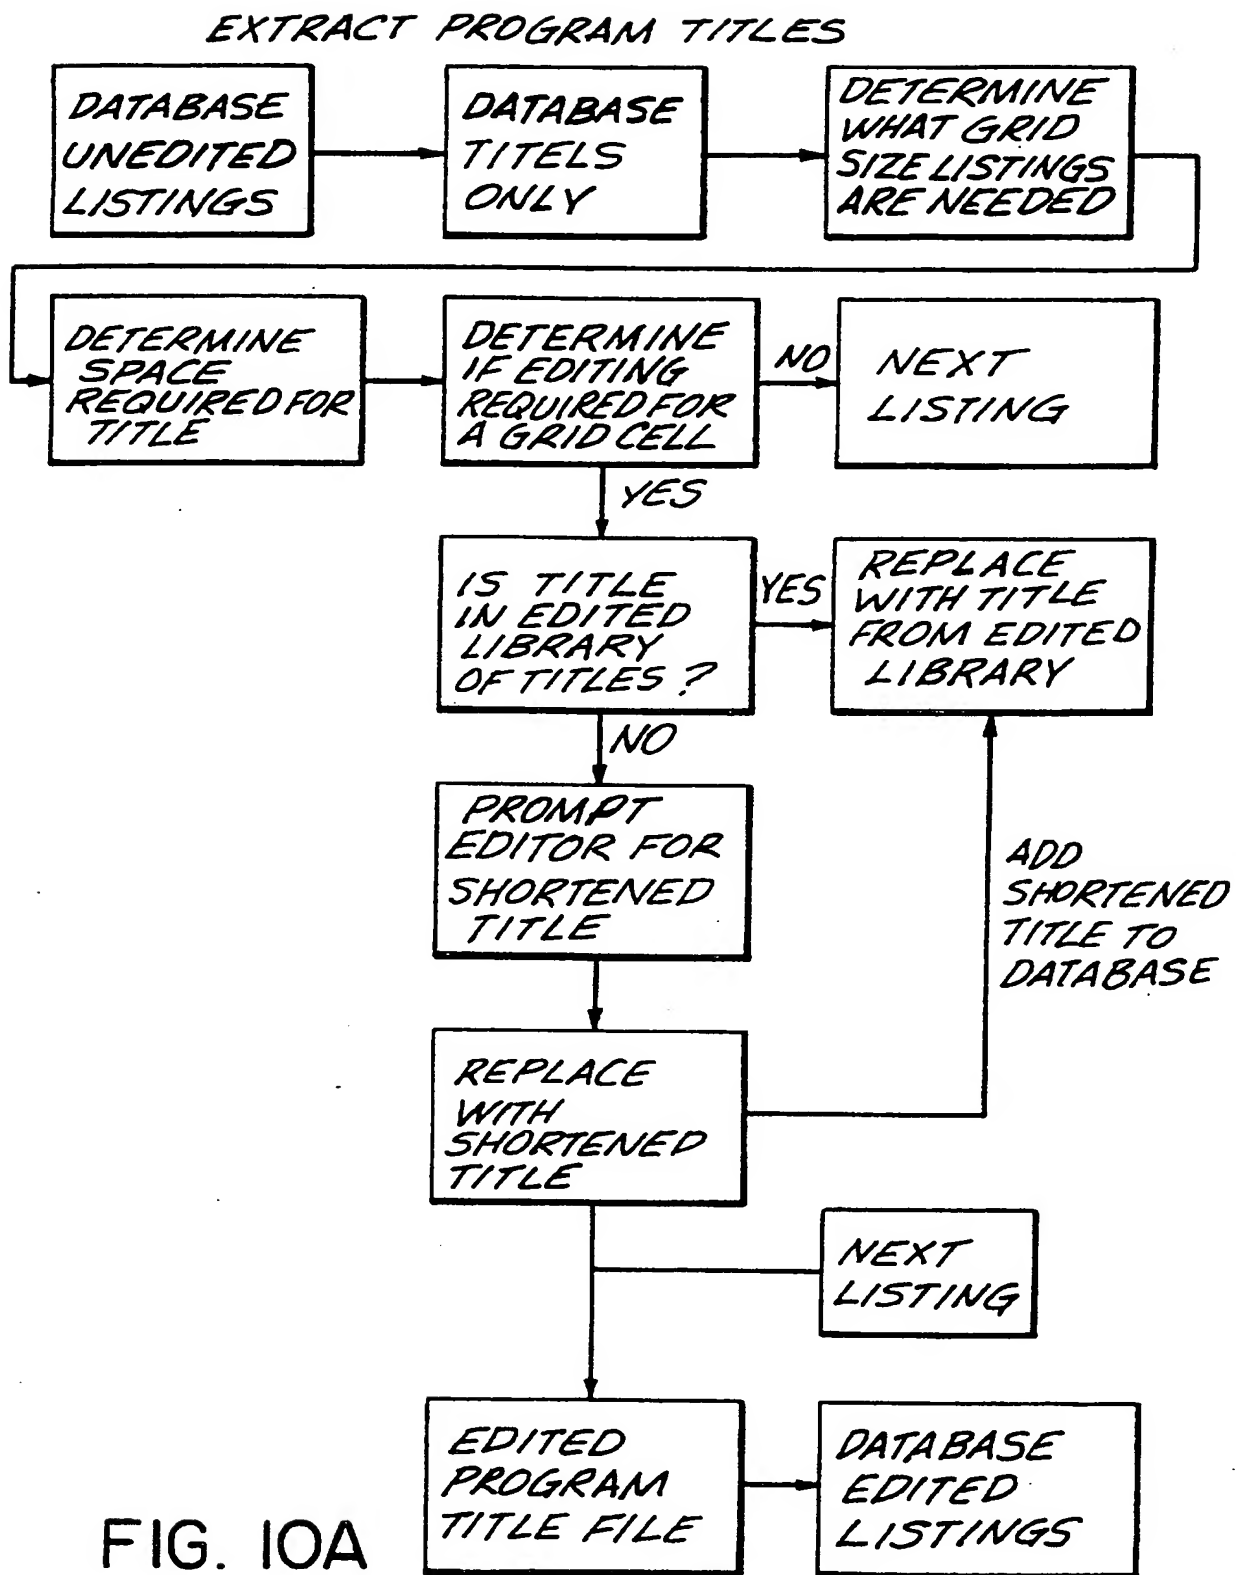 EXTRACT PROGRAM TITLES
DATABASE
UNEDITED
LISTINGS
DATABASE
TITELS
ONLY
DETERMINE
WHAT GRID
SIZE LISTINGS
ARE NEEDED
DETERMINE
SPACE
REQUIRED FOR
TITLE
DETERMINE
IF EDITING
REQUIRED FOR
A GRID CELL
NO
NEXT
LISTING
YES
IS TITLE
IN EDITED
LIBRARY
OF TITLES?
YES
REPLACE
WITH TITLE
FROM EDITED
LIBRARY
NO
PROMPT
EDITOR FOR
SHORTENED
TITLE
ADD
SHORTENED
TITLE TO
DATABASE
REPLACE
WITH
SHORTENED
TITLE
NEXT
LISTING
EDITED
PROGRAM
TITLE FILE
DATABASE
EDITED
LISTINGS
FIG. 10A